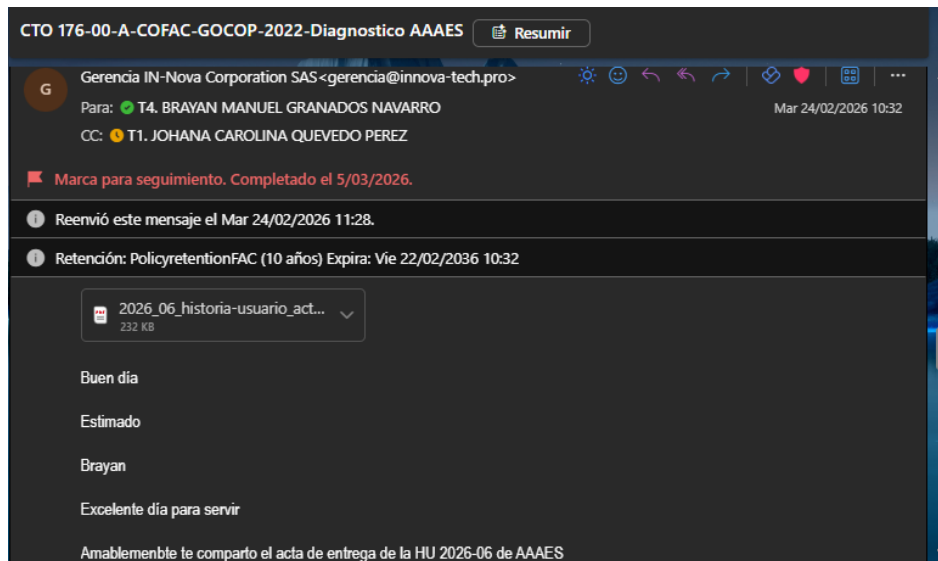 CTO 176-00-A-COFAC-GOCOP-2022-Diagnostico AAAES Resumir
G
Gerencia IN-Nova Corporation SAS<gerencia@innova-tech.pro>
Para: T4. BRAYAN MANUEL GRANADOS NAVARRO
Mar 24/02/2026 10:32
CC: T1. JOHANA CAROLINA QUEVEDO PEREZ
Marca para seguimiento. Completado el 5/03/2026.
Reenvió este mensaje el Mar 24/02/2026 11:28.
Retención: PolicyretentionFAC (10 años) Expira: Vie 22/02/2036 10:32
2026_06_historia-usuario_act...
232 KB
Buen día
Estimado
Brayan
Excelente día para servir
Amablemenbte te comparto el acta de entrega de la HU 2026-06 de AAAES